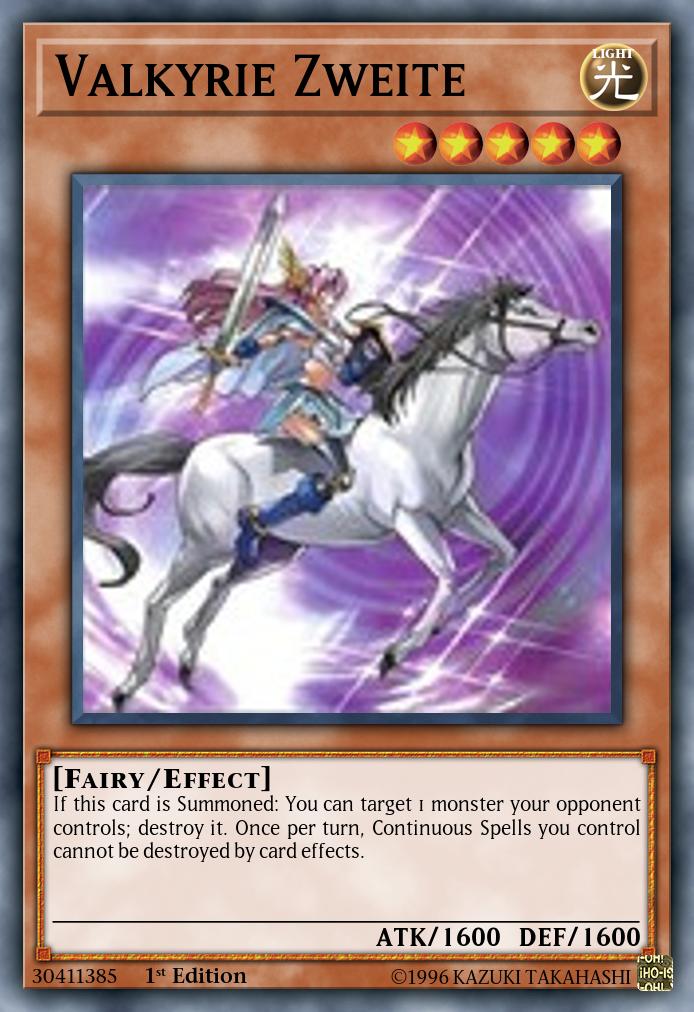 Valkyrie Zweite
LIGHT
光
[Fairy/Effect]
If this card is Summoned: You can target 1 monster your opponent
controls; destroy it. Once per turn, Continuous Spells you control
cannot be destroyed by card effects.
ATK/1600 DEF/1600
30411385 1st Edition ©1996 KAZUKI TAKAHASHI